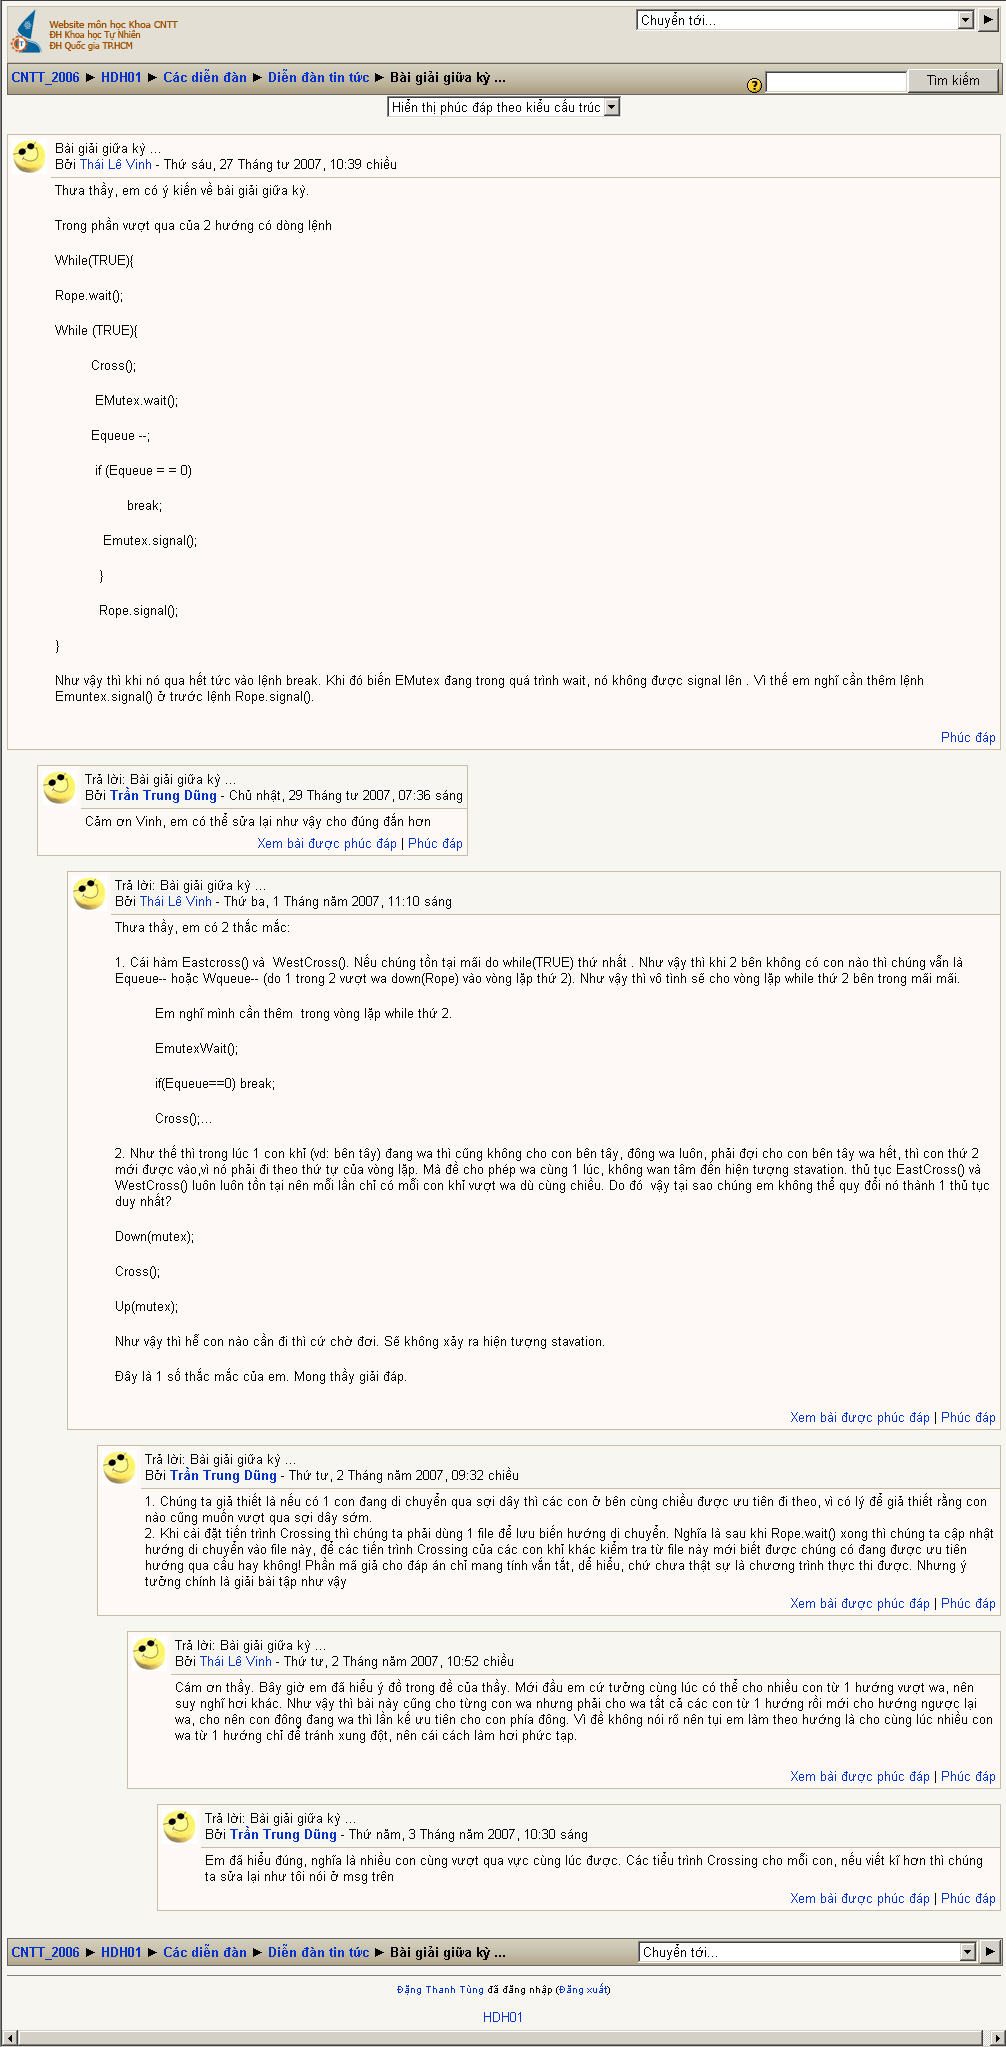 Website môn học Khoa CNTT
ĐH Khoa học Tự Nhiên
ĐH Quốc gia TP.HCM
Chuyển tới...
CNTT_2006 ► HDH01 ► Các diễn đàn ► Diễn đàn tin tức ► Bài giải giữa kỳ ...
Tìm kiếm
Hiển thị phúc đáp theo kiểu cấu trúc
Bài giải giữa kỳ ...
Bởi Thái Lê Vinh - Thứ sáu, 27 Tháng tư 2007, 10:39 chiều
Thưa thầy, em có ý kiến về bài giải giữa kỳ.
Trong phần vượt qua của 2 hướng có dòng lệnh
While(TRUE){
Rope.wait();
While (TRUE){
Cross();
EMutex.wait();
Equeue --;
if (Equeue = = 0)
break;
Emutex.signal();
}
Rope.signal();
}
Như vậy thì khi nó qua hết tức vào lệnh break. Khi đó biến EMutex đang trong quá trình wait, nó không được signal lên . Vì thế em nghĩ cần thêm lệnh
Emuntex.signal() ở trước lệnh Rope.signal().
Phúc đáp
Trả lời: Bài giải giữa kỳ ...
Bởi Trần Trung Dũng - Chủ nhật, 29 Tháng tư 2007, 07:36 sáng
Cảm ơn Vinh, em có thể sửa lại như vậy cho đúng đắn hơn
Xem bài được phúc đáp | Phúc đáp
Trả lời: Bài giải giữa kỳ ...
Bởi Thái Lê Vinh - Thứ ba, 1 Tháng năm 2007, 11:10 sáng
Thưa thầy, em có 2 thắc mắc:
1. Cái hàm Eastcross() và  WestCross(). Nếu chúng tồn tại mãi do while(TRUE) thứ nhất . Như vậy thì khi 2 bên không có con nào thì chúng vẫn là
Equeue-- hoặc Wqueue-- (do 1 trong 2 vượt wa down(Rope) vào vòng lặp thứ 2). Như vậy thì vô tình sẽ cho vòng lặp while thứ 2 bên trong mãi mãi.
Em nghĩ mình cần thêm  trong vòng lặp while thứ 2.
EmutexWait();
if(Equeue==0) break;
Cross();...
2. Như thế thì trong lúc 1 con khỉ (vd: bên tây) đang wa thì cũng không cho con bên tây, đông wa luôn, phải đợi cho con bên tây wa hết, thì con thứ 2
mới được vào,vì nó phải đi theo thứ tự của vòng lặp. Mà đề cho phép wa cùng 1 lúc, không wan tâm đến hiện tượng stavation. thủ tục EastCross() và
WestCross() luôn luôn tồn tại nên mỗi lần chỉ có mỗi con khỉ vượt wa dù cùng chiều. Do đó  vậy tại sao chúng em không thể quy đổi nó thành 1 thủ tục
duy nhất?
Down(mutex);
Cross();
Up(mutex);
Như vậy thì hễ con nào cần đi thì cứ chờ đơi. Sẽ không xảy ra hiện tượng stavation.
Đây là 1 số thắc mắc của em. Mong thầy giải đáp.
Xem bài được phúc đáp | Phúc đáp
Trả lời: Bài giải giữa kỳ ...
Bởi Trần Trung Dũng - Thứ tư, 2 Tháng năm 2007, 09:32 chiều
1. Chúng ta giả thiết là nếu có 1 con đang di chuyển qua sợi dây thì các con ở bên cùng chiều được ưu tiên đi theo, vì có lý để giả thiết rằng con
nào cũng muốn vượt qua sợi dây sớm.
2. Khi cài đặt tiến trình Crossing thì chúng ta phải dùng 1 file để lưu biến hướng di chuyển. Nghĩa là sau khi Rope.wait() xong thì chúng ta cập nhật
hướng di chuyển vào file này, để các tiến trình Crossing của các con khỉ khác kiểm tra từ file này mới biết được chúng có đang được ưu tiên
hướng qua cầu hay không! Phần mã giả cho đáp án chỉ mang tính vắn tắt, dể hiểu, chứ chưa thật sự là chương trình thực thi được. Nhưng ý
tưởng chính là giải bài tập như vậy
Xem bài được phúc đáp | Phúc đáp
Trả lời: Bài giải giữa kỳ ...
Bởi Thái Lê Vinh - Thứ tư, 2 Tháng năm 2007, 10:52 chiều
Cám ơn thầy. Bây giờ em đã hiểu ý đồ trong đề của thầy. Mới đầu em cứ tưởng cùng lúc có thể cho nhiều con từ 1 hướng vượt wa, nên
suy nghĩ hơi khác. Như vậy thì bài này cũng cho từng con wa nhưng phải cho wa tất cả các con từ 1 hướng rồi mới cho hướng ngược lại
wa, cho nên con đông đang wa thì lần kế ưu tiên cho con phía đông. Vì đề không nói rõ nên tụi em làm theo hướng là cho cùng lúc nhiều con
wa từ 1 hướng chỉ để tránh xung đột, nên cái cách làm hơi phức tạp.
Xem bài được phúc đáp | Phúc đáp
Trả lời: Bài giải giữa kỳ ...
Bởi Trần Trung Dũng - Thứ năm, 3 Tháng năm 2007, 10:30 sáng
Em đã hiểu đúng, nghĩa là nhiều con cùng vượt qua vực cùng lúc được. Các tiểu trình Crossing cho mỗi con, nếu viết kĩ hơn thì chúng
ta sửa lại như tôi nói ở msg trên
Xem bài được phúc đáp | Phúc đáp
CNTT_2006 ► HDH01 ► Các diễn đàn ► Diễn đàn tin tức ► Bài giải giữa kỳ ...
Chuyển tới...
Đặng Thanh Tùng đã đăng nhập (Đăng xuất)
HDH01